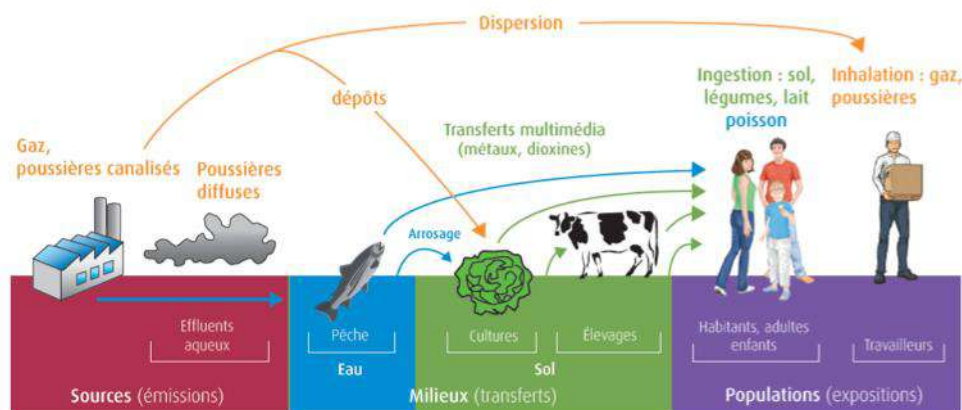 Dispersion
dépôts
Gaz,
poussières canalisés
Poussières
diffuses
Transferts multimédia
(métaux, dioxines)
Ingestion : sol,
légumes, lait
poisson
Inhalation : gaz,
poussières
Arrosage
Effluents
aqueux
Pêche
Cultures
Élevages
Habitants, adultes
enfants
Travailleurs
Eau
Sol
Sources (émissions)
Milieux (transferts)
Populations (expositions)